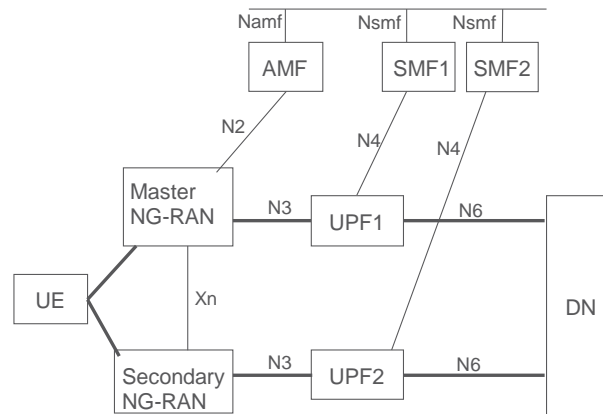 Namf
Nsmf
Nsmf
AMF
SMF1
SMF2
N2
N4
N4
Master
NG-RAN
N3
UPF1
N6
UE
Xn
DN
Secondary
NG-RAN
N3
UPF2
N6